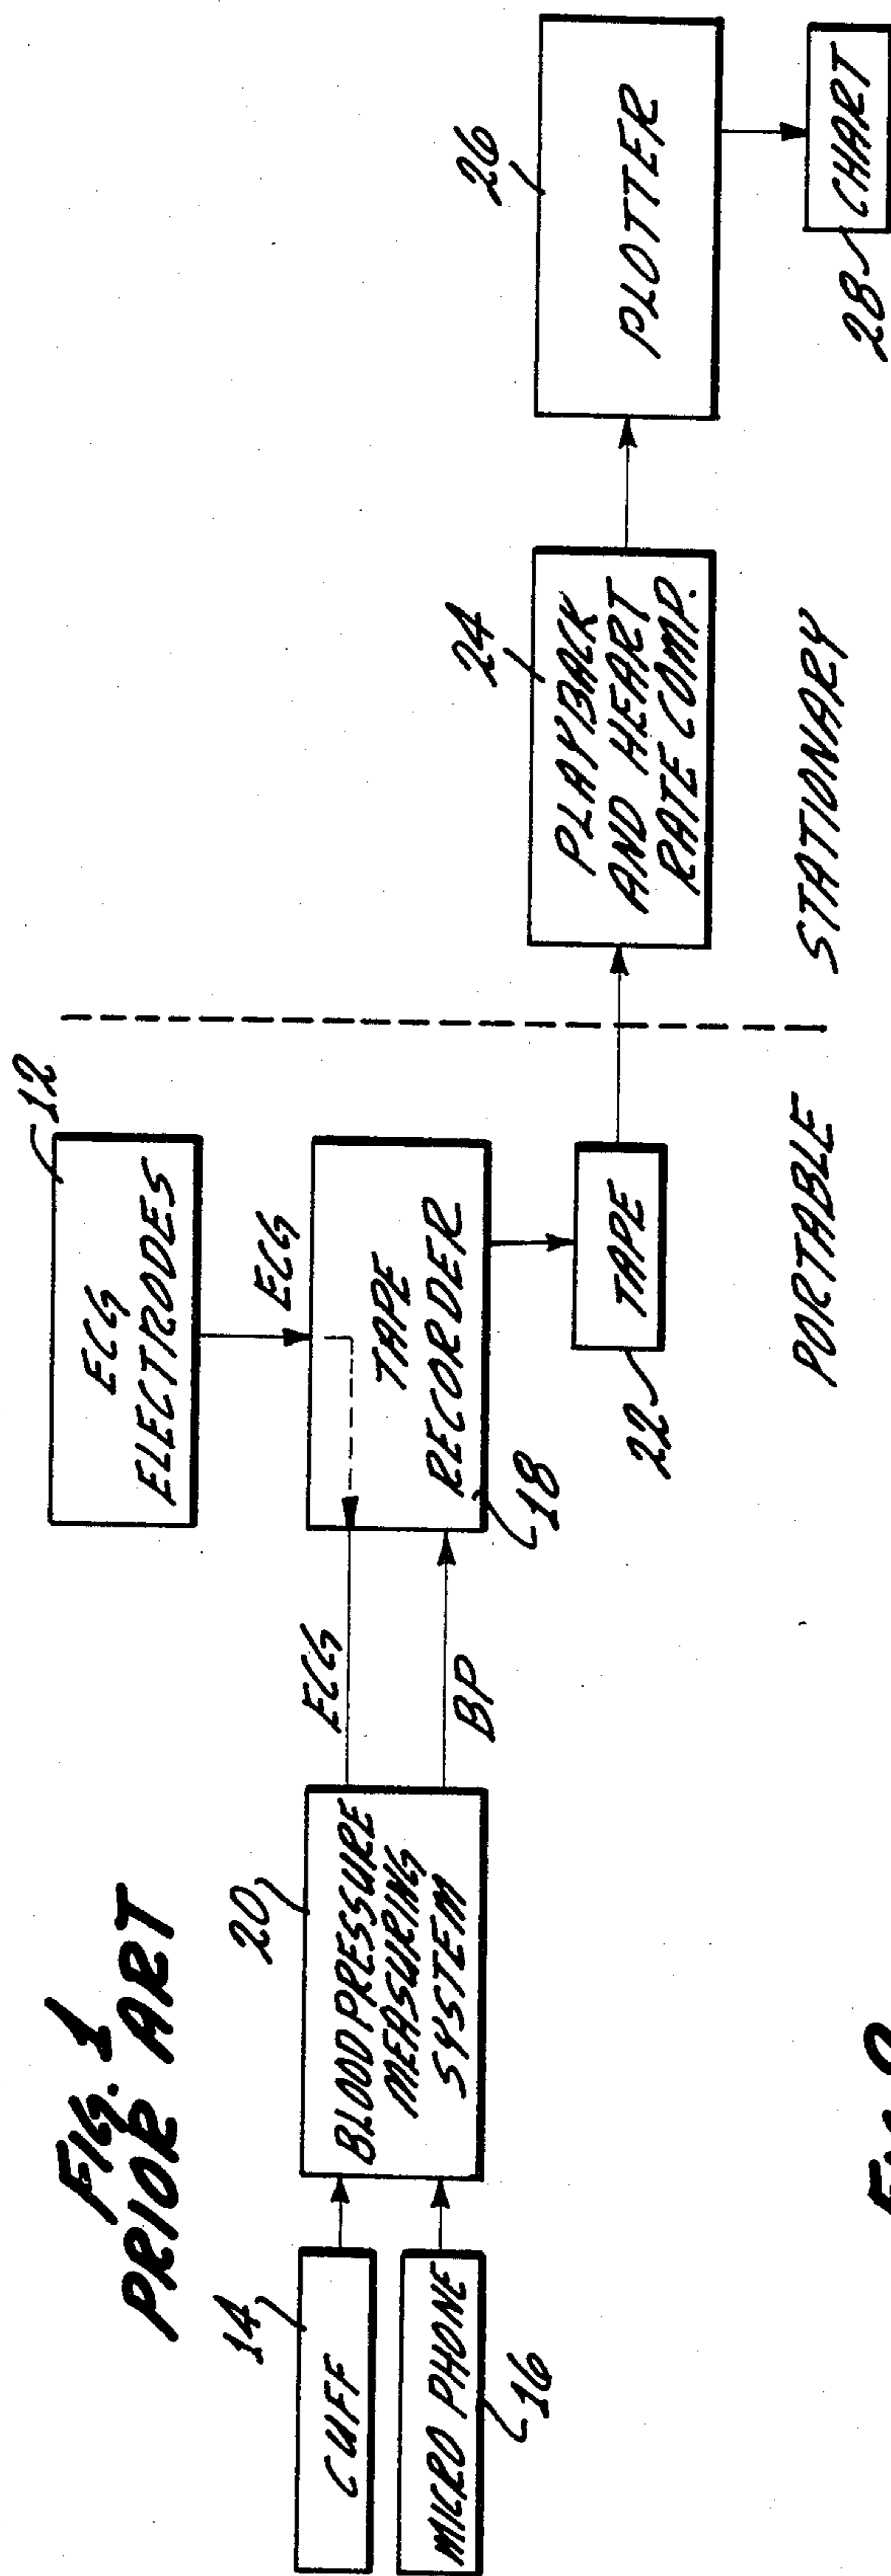 FIG. 1
PRIOR ART
14
CUFF
MICRO PHONE
16
20
BLOOD PRESSURE
MEASURING
SYSTEM
ECG
BP
12
ECG
ELECTRODES
ECG
TAPE
RECORDER
18
TAPE
22
PORTABLE
STATIONARY
24
PLAYBACK
AND HEART
RATE COMP.
26
PLOTTER
28
CHART